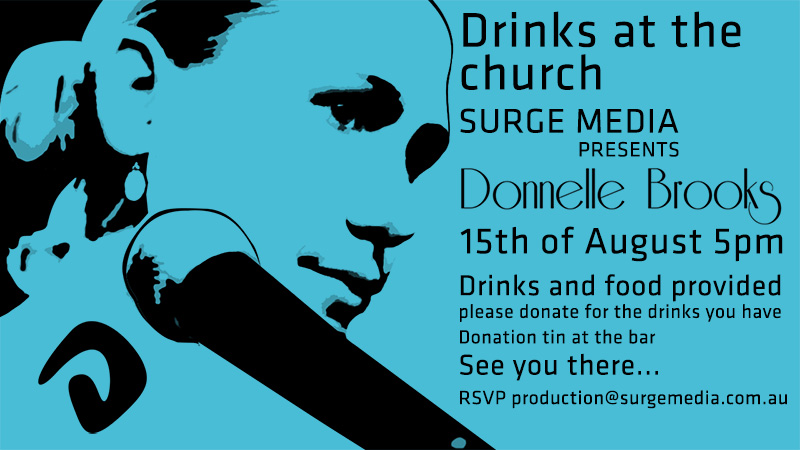 Drinks at the
church
SURGE MEDIA
PRESENTS
Donnelle Brooks
15th of August 5pm
Drinks and food provided
please donate for the drinks you have
Donation tin at the bar
See you there...
RSVP production@surgemedia.com.au